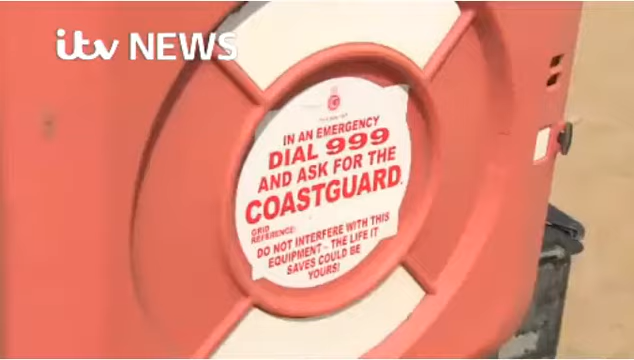 itv NEWS
IN AN EMERGENCY
DIAL 999
AND ASK FOR THE
COASTGUARD.
GRID
REFERENCE:
DO NOT INTERFERE WITH THIS
EQUIPMENT - THE LIFE IT
SAVES COULD BE
YOURS!